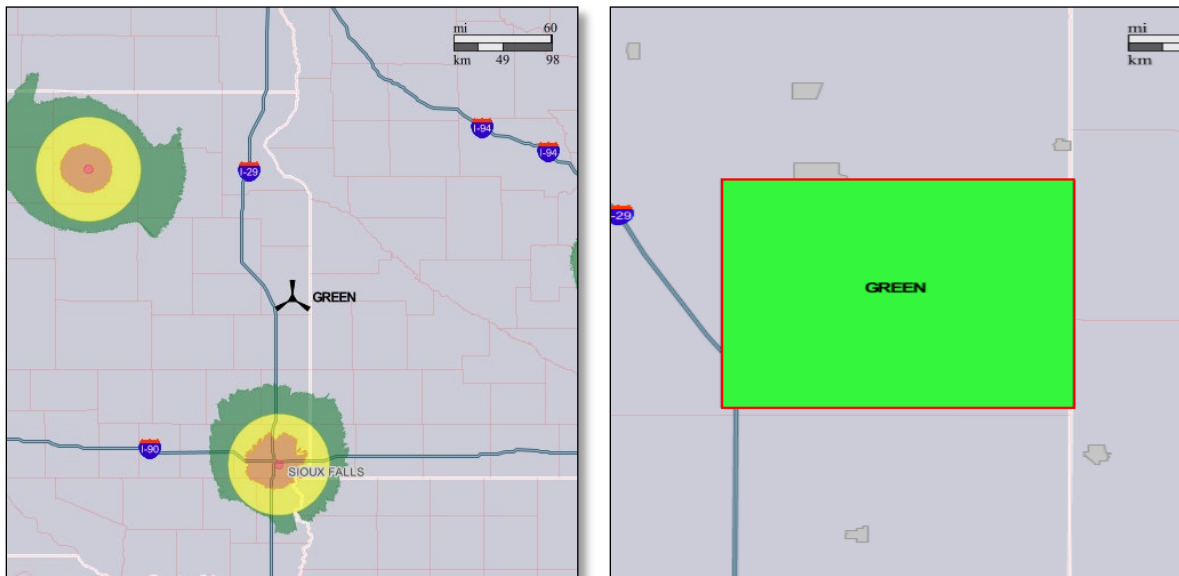 mi 60
km 49 98
I-94
I-94
I-29
GREEN
I-90
SIOUX FALLS
mi
km
-29
GREEN